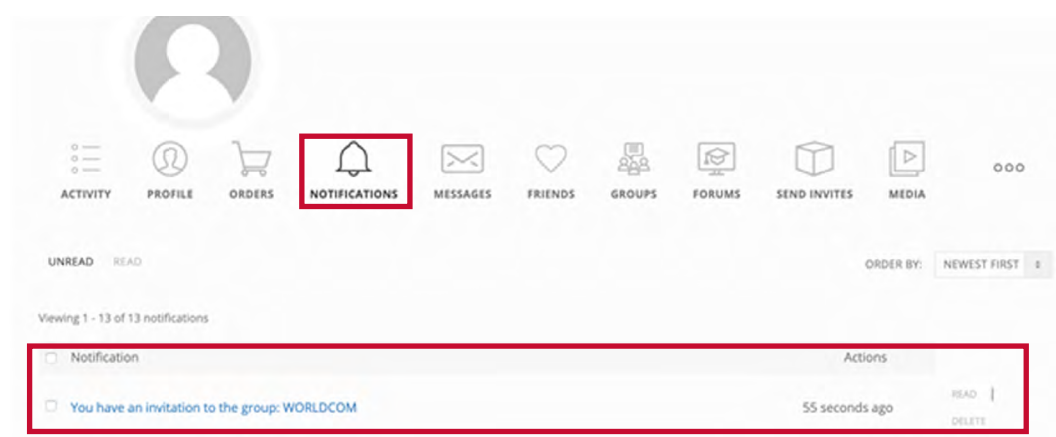 ACTIVITY PROFILE ORDERS NOTIFICATIONS MESSAGES FRIENDS GROUPS FORUMS SEND INVITES MEDIA
UNREAD READ ORDER BY: NEWEST FIRST
Viewing 1 - 13 of 13 notifications
Notification Actions
You have an invitation to the group: WORLDCOM 55 seconds ago READ |
DELETE